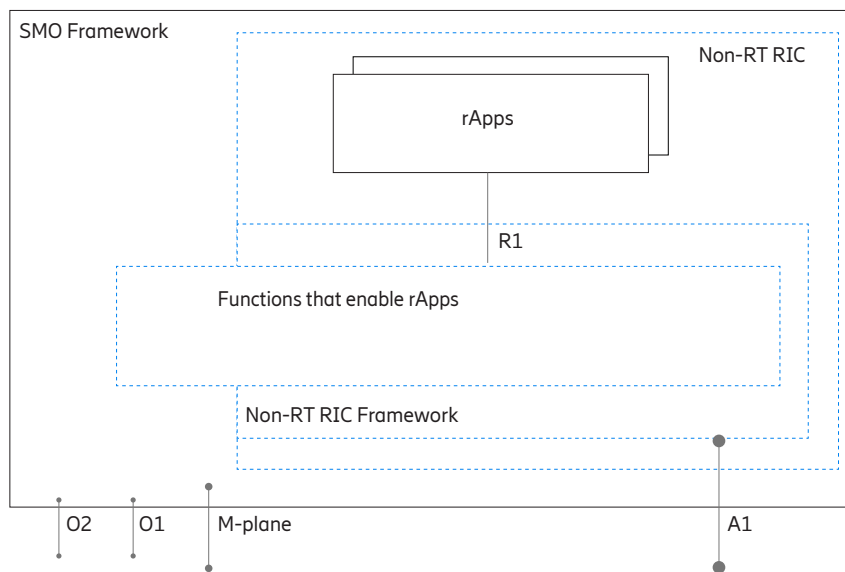 SMO Framework
Non-RT RIC
rApps
R1
Functions that enable rApps
Non-RT RIC Framework
O2
O1
M-plane
A1